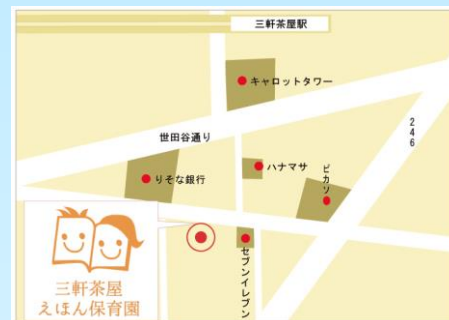 三軒茶屋駅
キャロットタワー
世田谷通り
246
ハナマサ
りそな銀行
ピカソ
セブンイレブン
三軒茶屋
えほん保育園